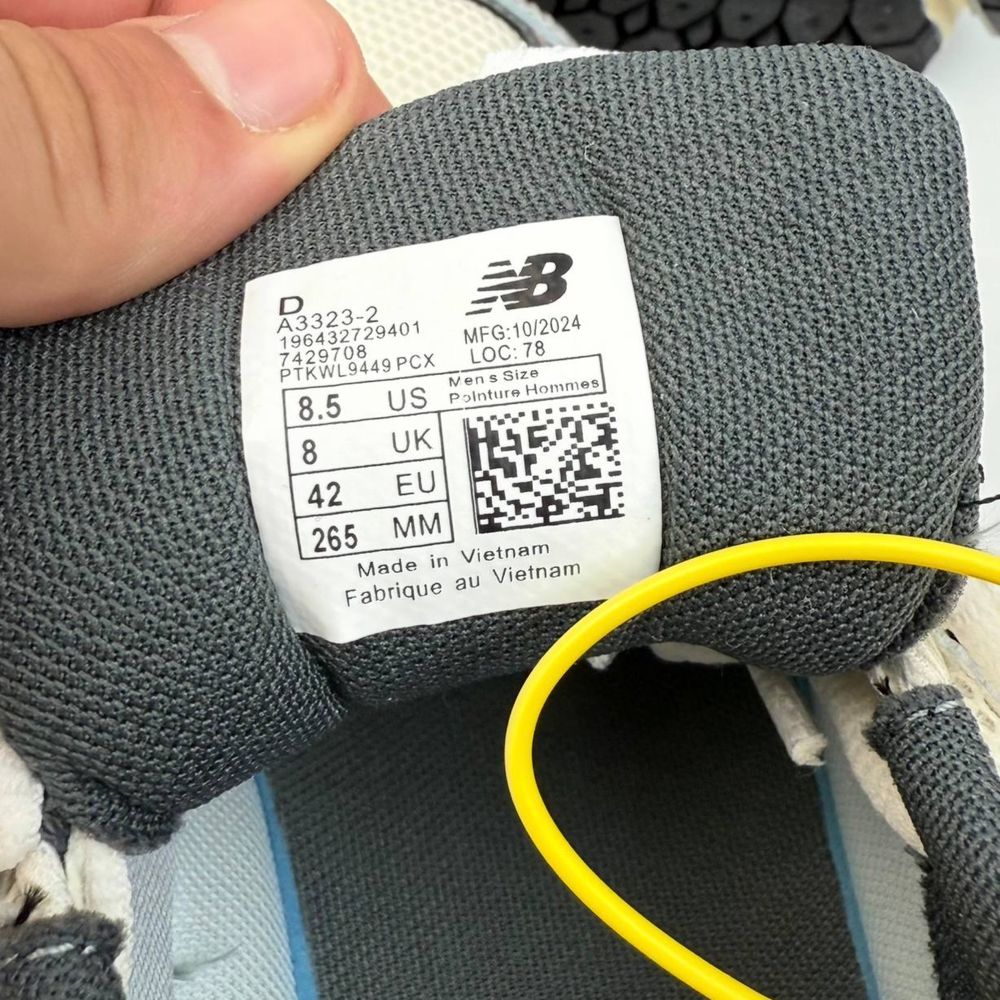 D
A3323-2
196432729401
7429708
PTKWL9449 PCX
NB
MFG:10/2024
LOC: 78
Men s Size
Pointure Hommes
8.5 US
8 UK
42 EU
265 MM
Made in Vietnam
Fabrique au Vietnam